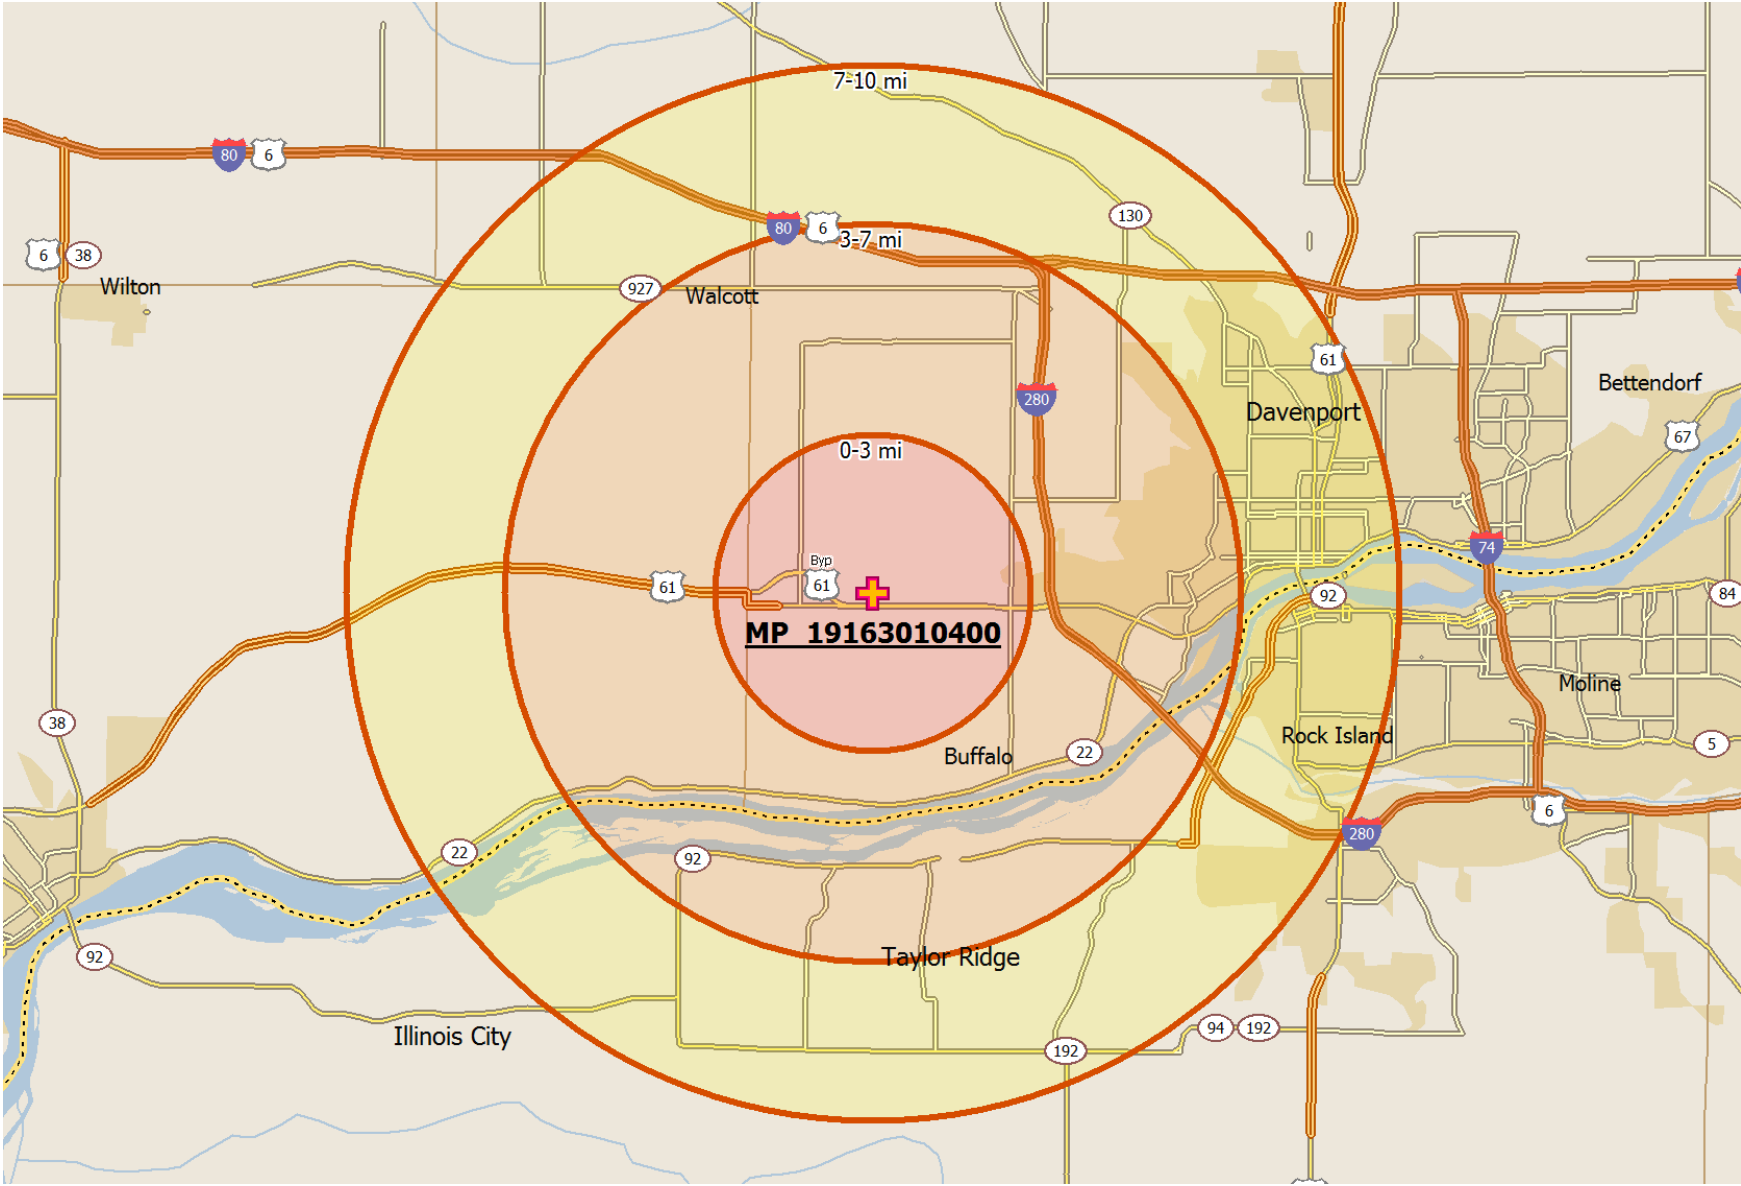 7-10 mi
80
6
130
80
6
3-7 mi
6
38
Wilton
927
Walcott
61
280
Bettendorf
Davenport
67
0-3 mi
74
Byp
61
61
92
84
MP_19163010400
Moline
38
Rock Island
5
Buffalo
22
6
280
22
92
92
Taylor Ridge
Illinois City
94
192
192